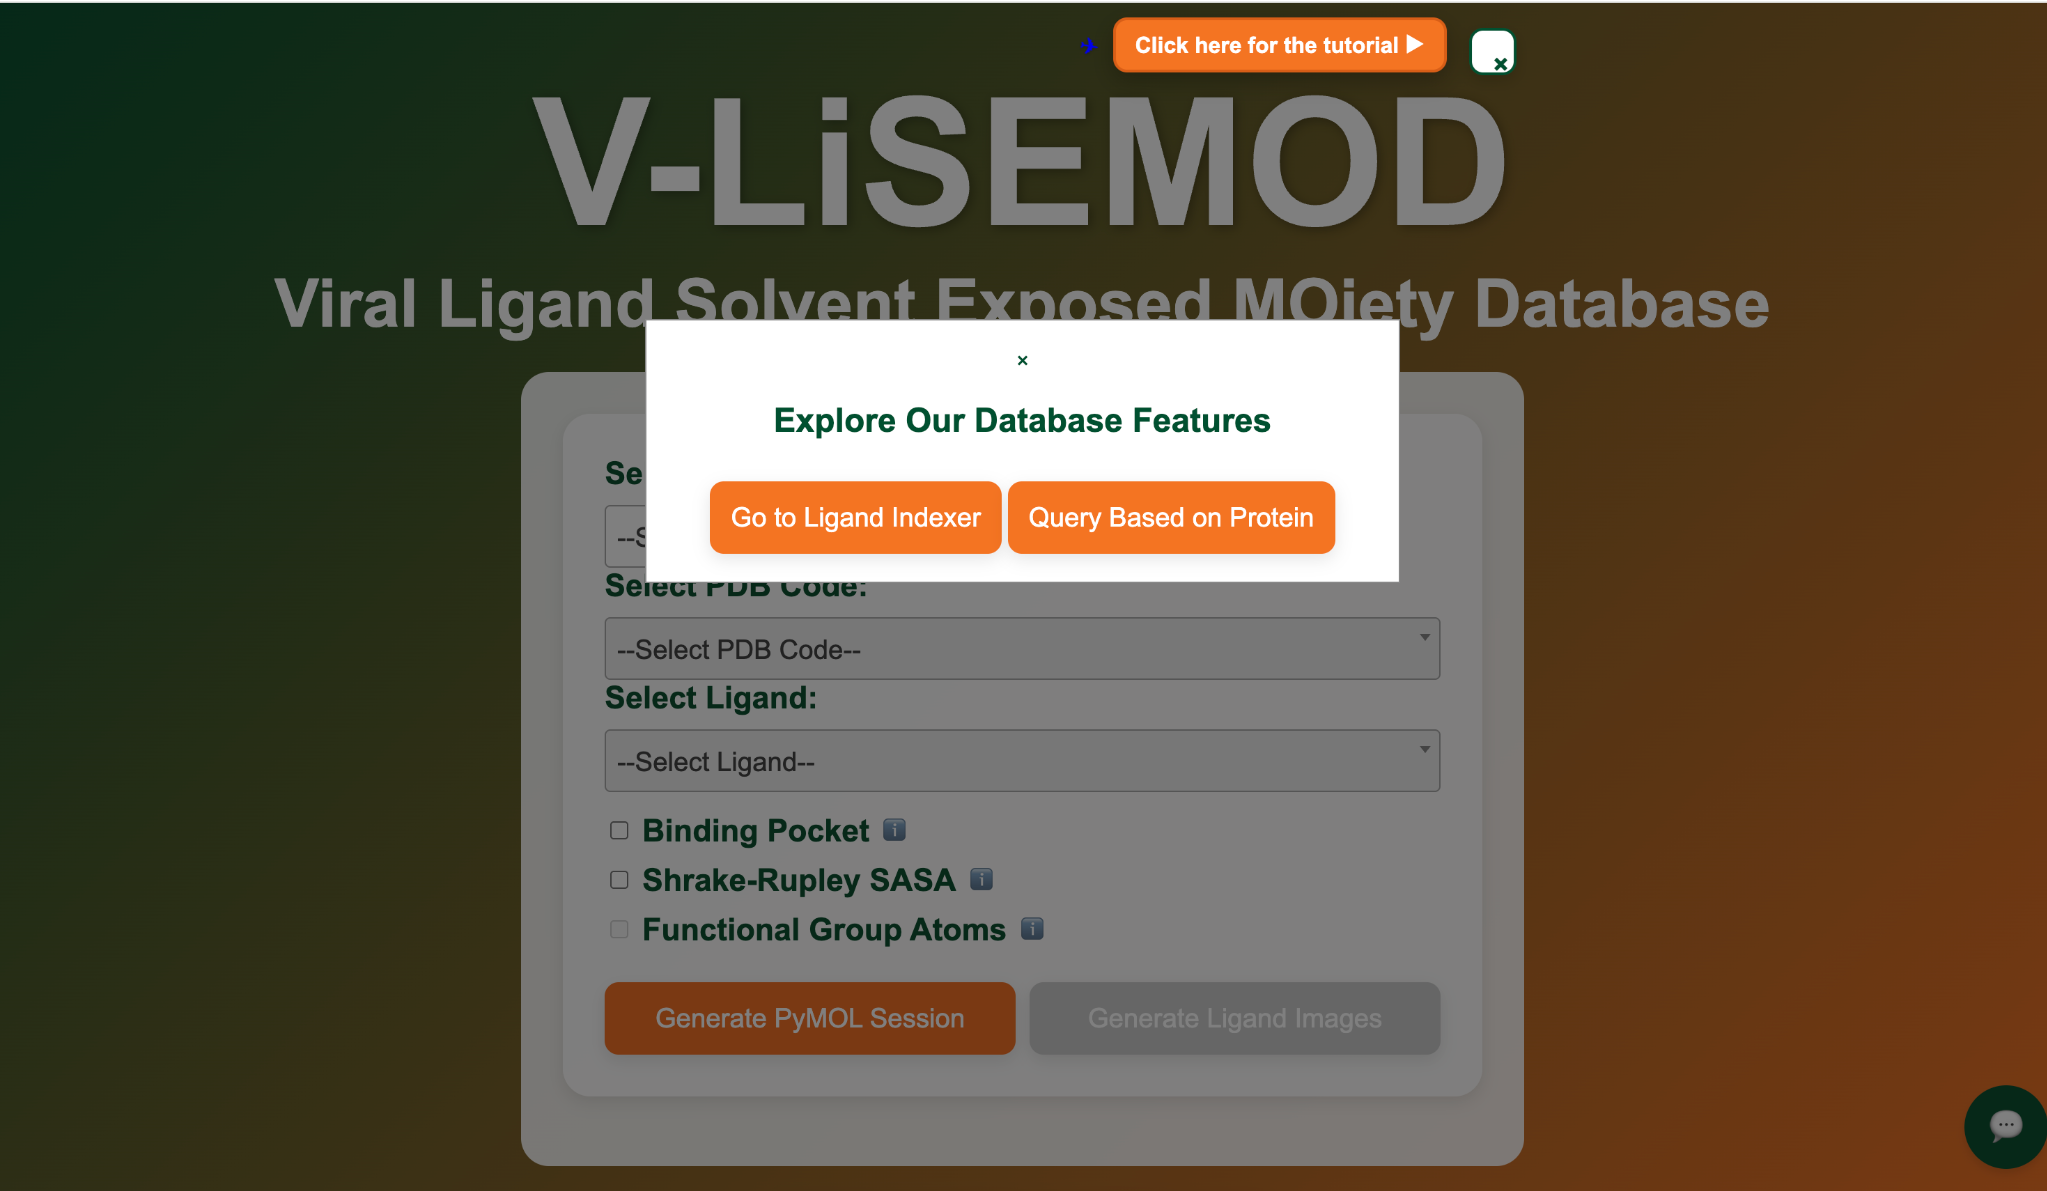 Click here for the tutorial ▶
×
V-LiSEMOD
Viral Ligand Solvent Exposed MOiety Database
×
Explore Our Database Features
Go to Ligand Indexer Query Based on Protein
Se
--S
Select PDB Code:
--Select PDB Code--
Select Ligand:
--Select Ligand--
Binding Pocket i
Shrake-Rupley SASA i
Functional Group Atoms i
Generate PyMOL Session Generate Ligand Images